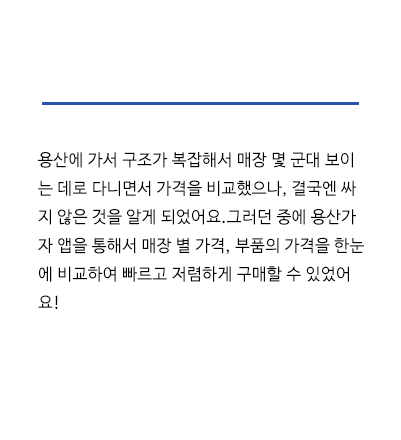 용산에 가서 구조가 복잡해서 매장 몇 군대 보이
는 데로 다니면서 가격을 비교했으나, 결국엔 싸
지 않은 것을 알게 되었어요.그러던 중에 용산가
자 앱을 통해서 매장 별 가격, 부품의 가격을 한눈
에 비교하여 빠르고 저렴하게 구매할 수 있었어
요!